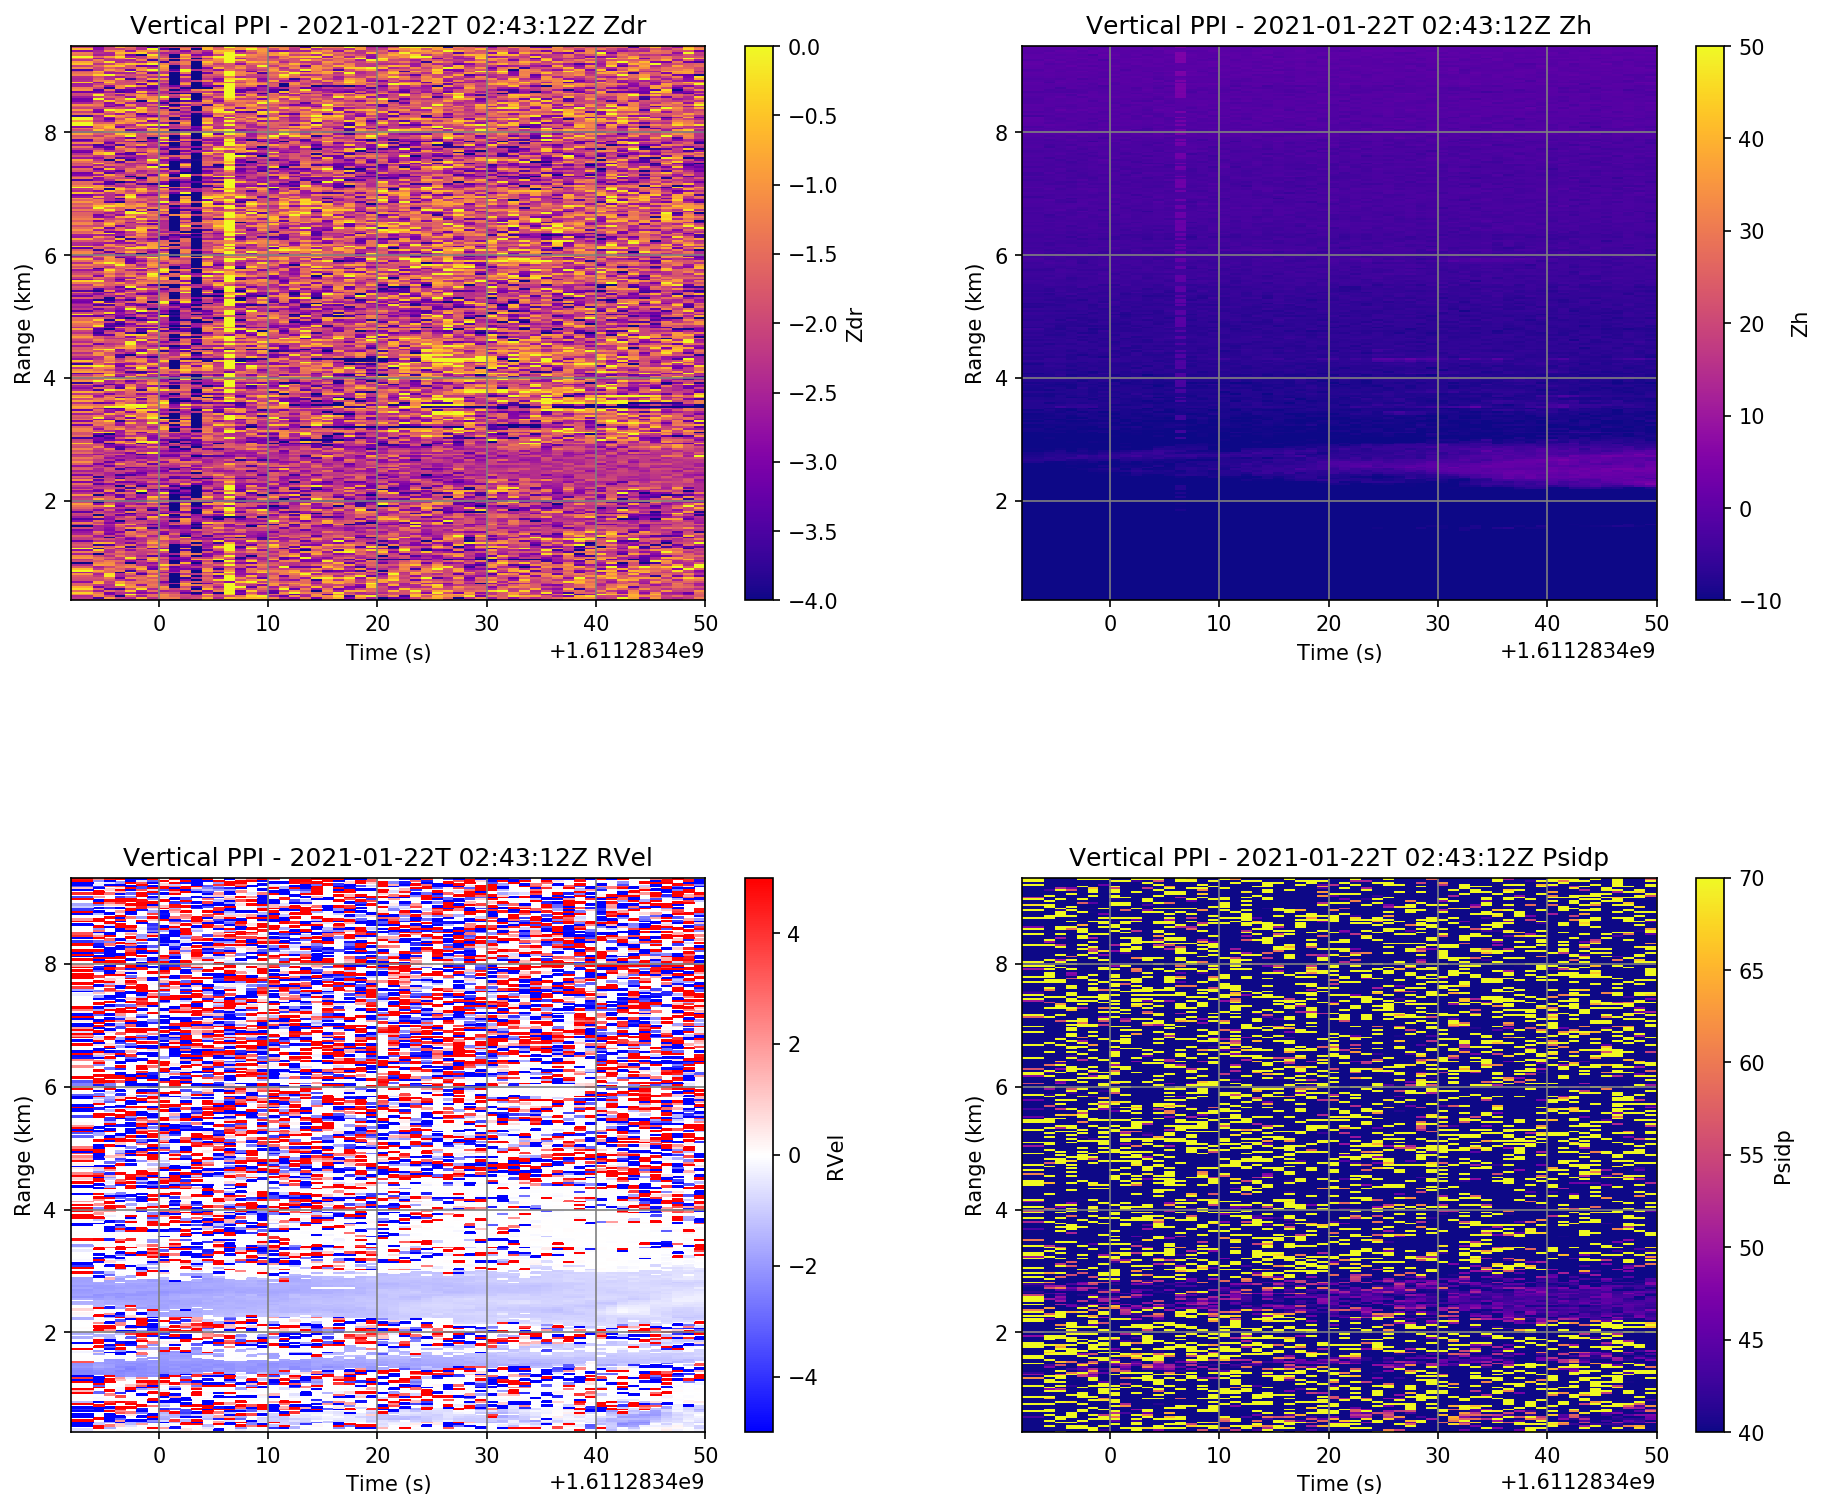 Vertical PPI - 2021-01-22T 02:43:12Z Zdr
Range (km)
8
6
4
2
0 10 20 30 40 50
Time (s)
+1.6112834e9
0.0
−0.5
−1.0
−1.5
−2.0
−2.5
−3.0
−3.5
−4.0
Zdr
Vertical PPI - 2021-01-22T 02:43:12Z Zh
Range (km)
8
6
4
2
0 10 20 30 40 50
Time (s)
+1.6112834e9
50
40
30
20
10
0
−10
Zh
Vertical PPI - 2021-01-22T 02:43:12Z RVel
Range (km)
8
6
4
2
0 10 20 30 40 50
Time (s)
+1.6112834e9
4
2
0
−2
−4
RVel
Vertical PPI - 2021-01-22T 02:43:12Z Psidp
Range (km)
8
6
4
2
0 10 20 30 40 50
Time (s)
+1.6112834e9
70
65
60
55
50
45
40
Psidp